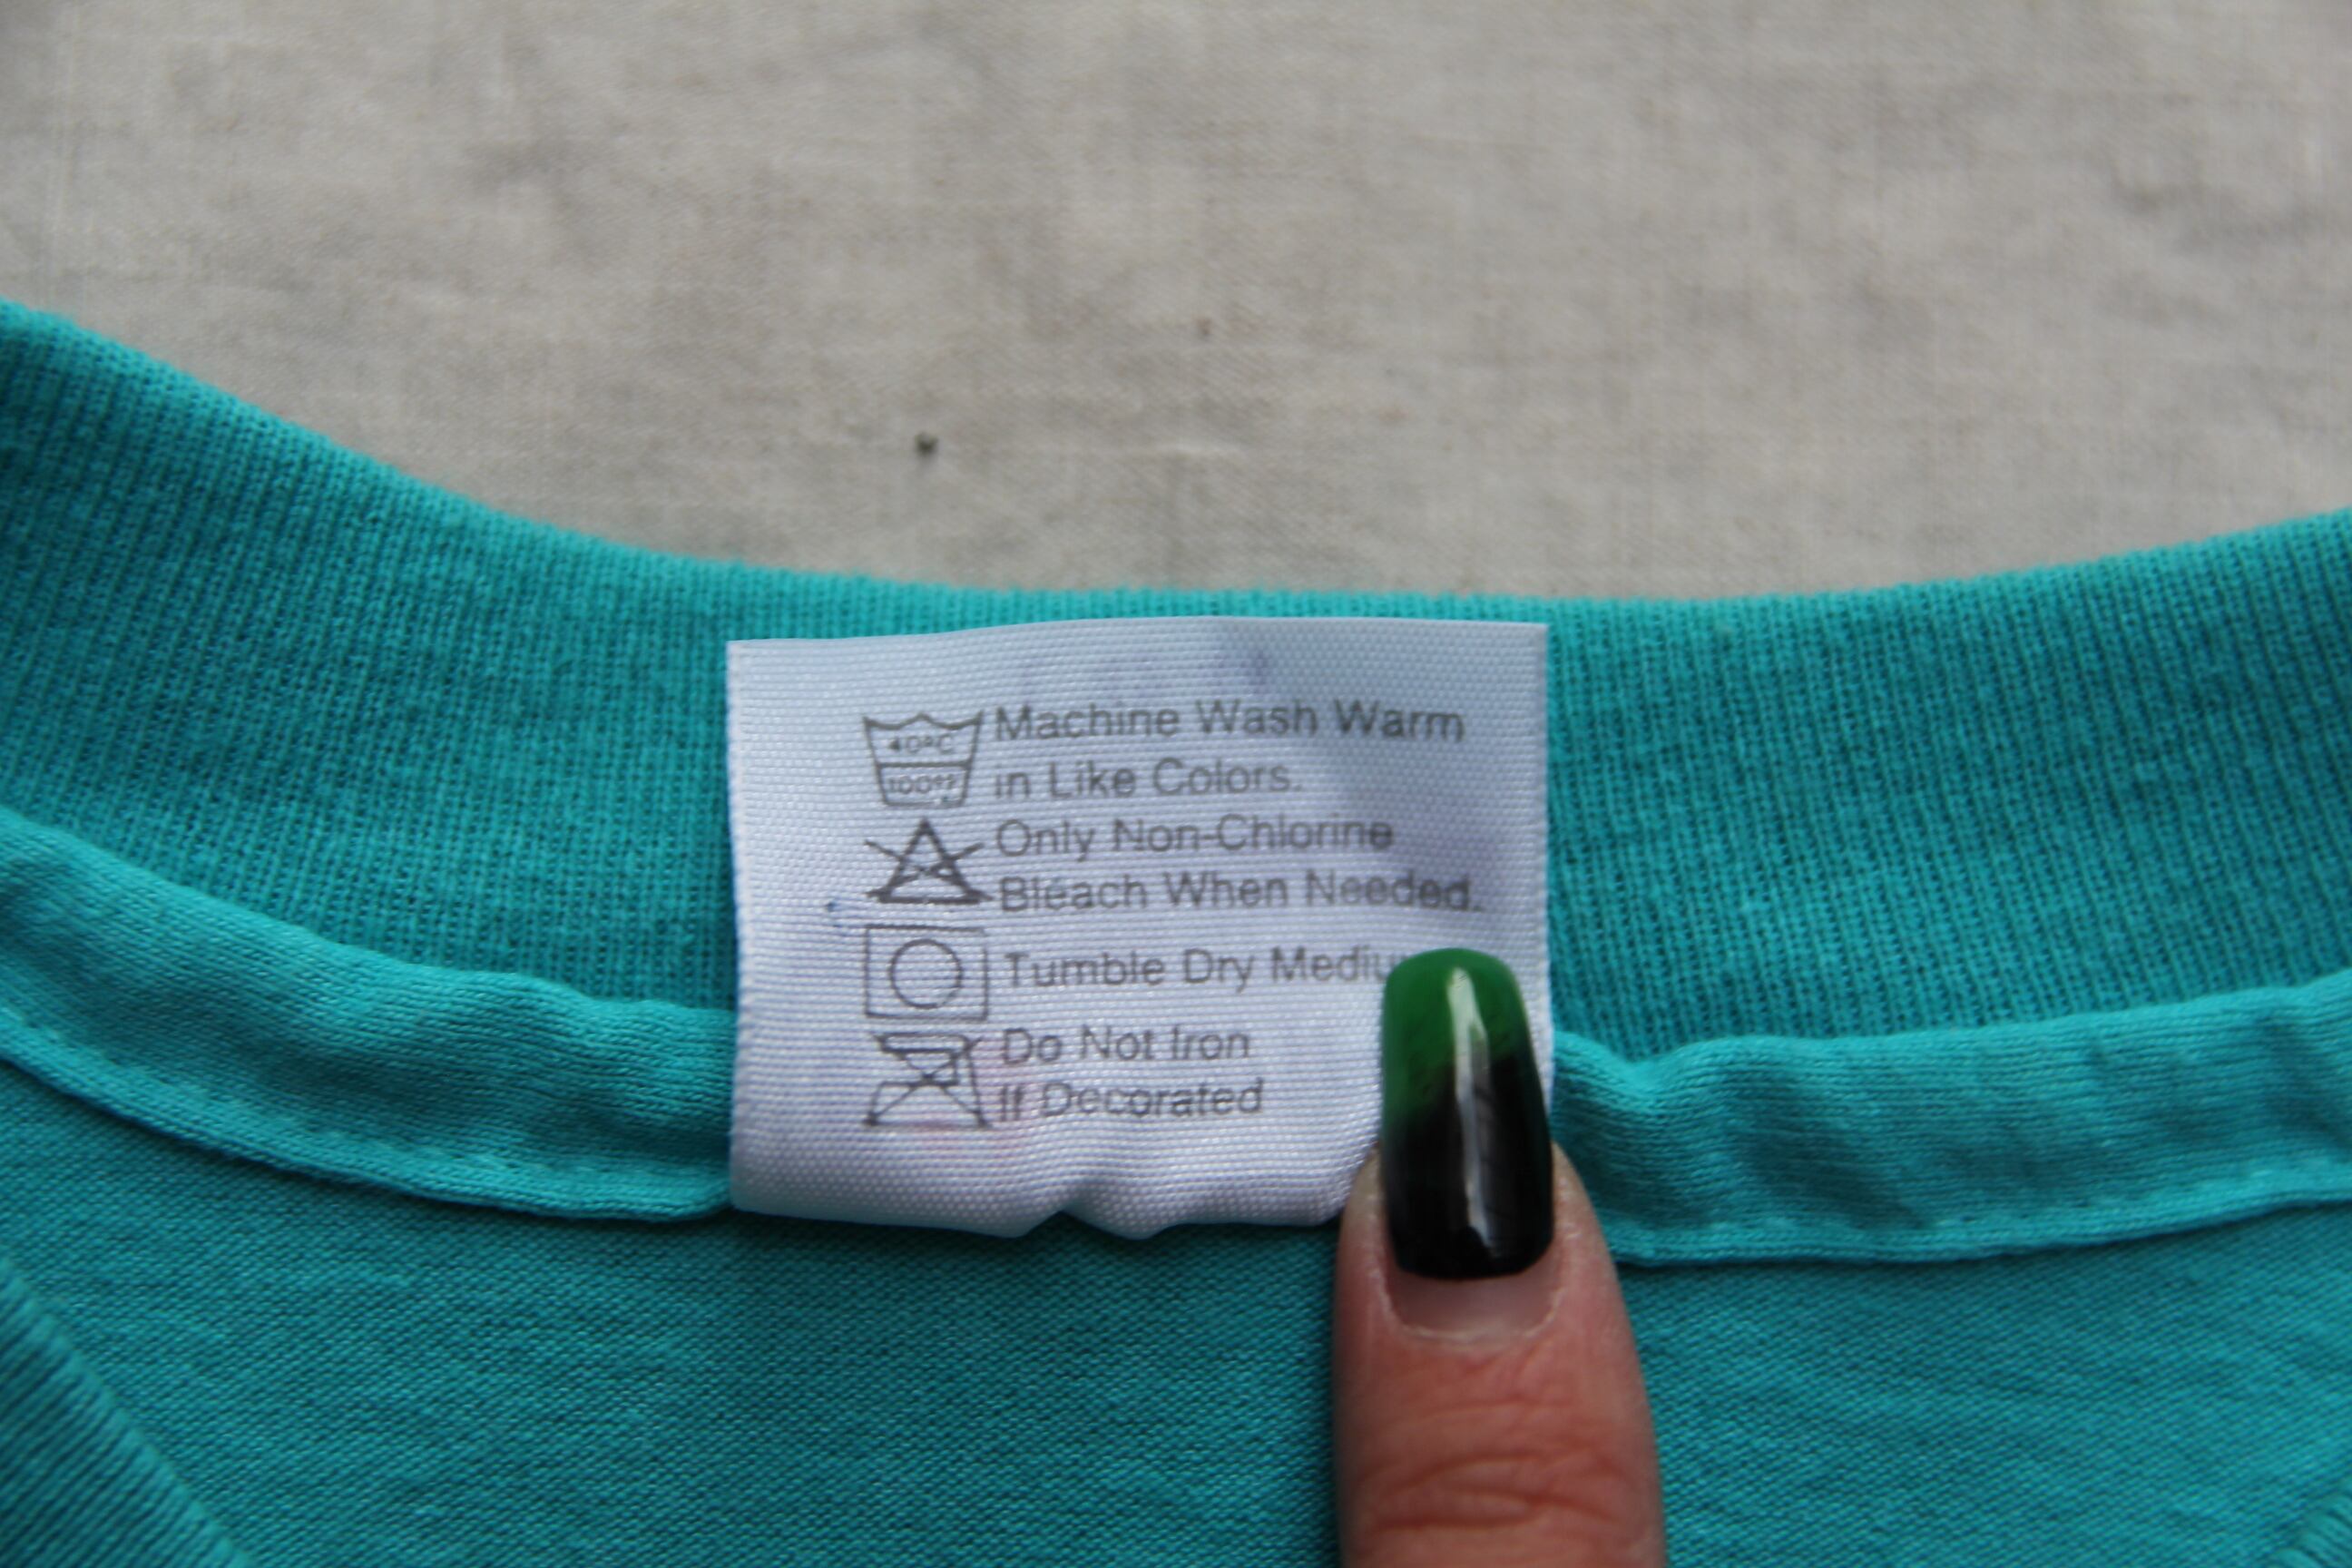 40°C
100°F
Machine Wash Warm
in Like Colors.
Only Non-Chlorine
Bleach When Needed.
Tumble Dry Mediu
Do Not Iron
If Decorated